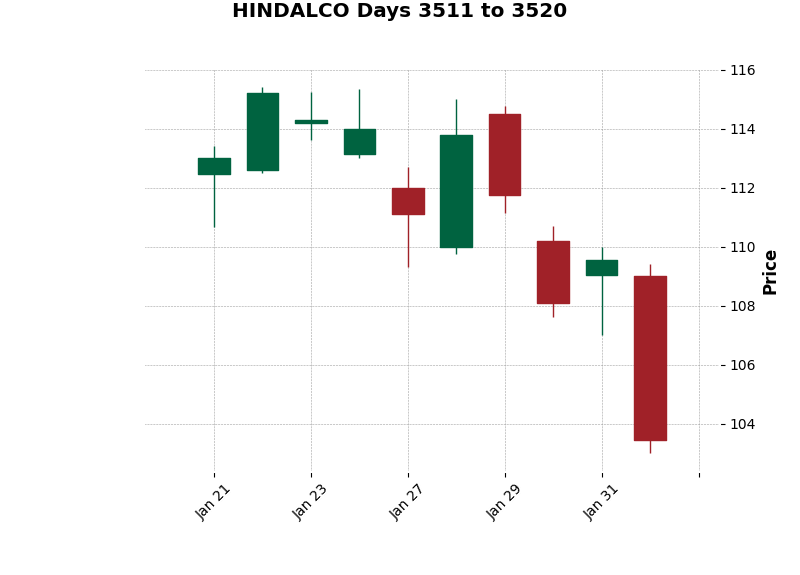 HINDALCO Days 3511 to 3520
116
114
112
110
108
106
104
Price
Jan 21
Jan 23
Jan 27
Jan 29
Jan 31